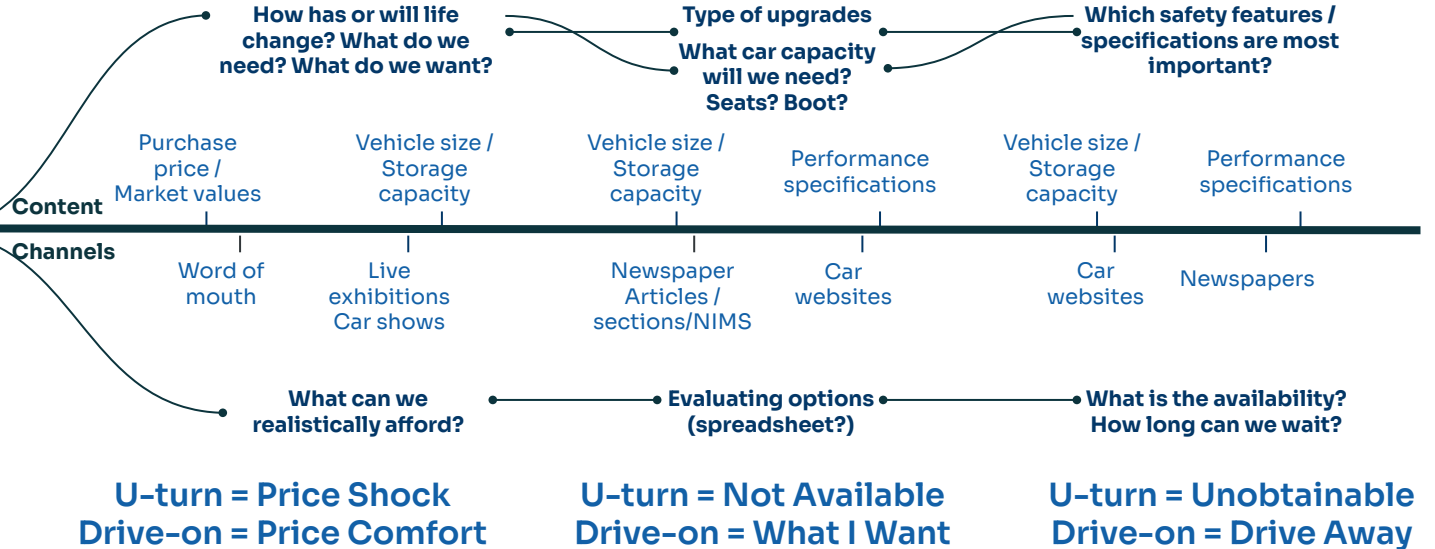 How has or will life
change? What do we
need? What do we want?
Type of upgrades
What car capacity
will we need?
Seats? Boot?
Which safety features /
specifications are most
important?
Content
Purchase
price /
Market values
Vehicle size /
Storage
capacity
Vehicle size /
Storage
capacity
Performance
specifications
Vehicle size /
Storage
capacity
Performance
specifications
Channels
Word of
mouth
Live
exhibitions
Car shows
Newspaper
Articles /
sections/NIMS
Car
websites
Car
websites
Newspapers
What can we
realistically afford?
Evaluating options
(spreadsheet?)
What is the availability?
How long can we wait?
U-turn = Price Shock
Drive-on = Price Comfort
U-turn = Not Available
Drive-on = What I Want
U-turn = Unobtainable
Drive-on = Drive Away